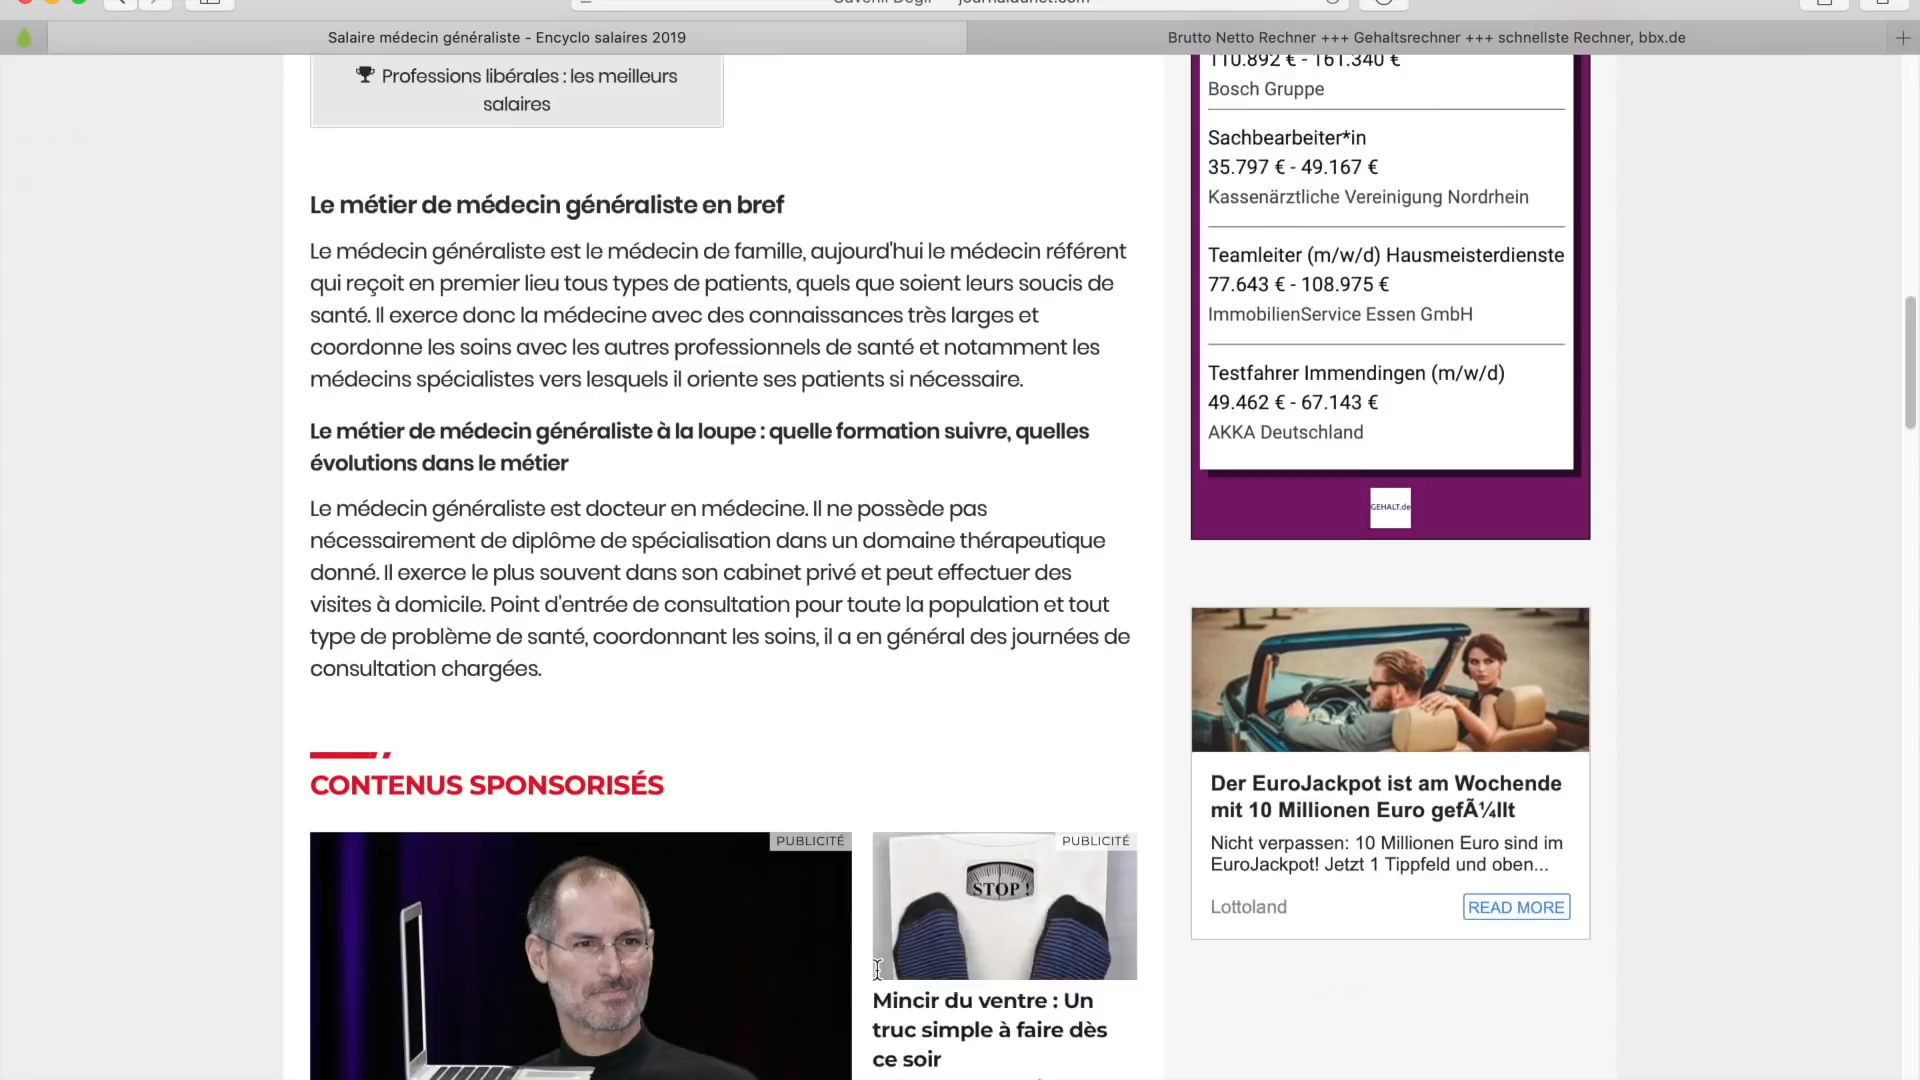 Salaire médecin généraliste - Encyclo salaires 2019
Brutto Netto Rechner +++ Gehaltsrechner +++ schnellste Rechner, bbx.de
Professions libérales : les meilleurs
salaires
Le métier de médecin généraliste en bref
Le médecin généraliste est le médecin de famille, aujourd'hui le médecin référent
qui reçoit en premier lieu tous types de patients, quels que soient leurs soucis de
santé. Il exerce donc la médecine avec des connaissances très larges et
coordonne les soins avec les autres professionnels de santé et notamment les
médecins spécialistes vers lesquels il oriente ses patients si nécessaire.
Le métier de médecin généraliste à la loupe : quelle formation suivre, quelles
évolutions dans le métier
Le médecin généraliste est docteur en médecine. Il ne possède pas
nécessairement de diplôme de spécialisation dans un domaine thérapeutique
donné. Il exerce le plus souvent dans son cabinet privé et peut effectuer des
visites à domicile. Point d'entrée de consultation pour toute la population et tout
type de problème de santé, coordonnant les soins, il a en général des journées de
consultation chargées.
CONTENUS SPONSORISÉS
PUBLICITÉ
PUBLICITÉ
STOP !
Mincir du ventre : Un
truc simple à faire dès
ce soir
110.892 € - 161.340 €
Bosch Gruppe
Sachbearbeiter*in
35.797 € - 49.167 €
Kassenärztliche Vereinigung Nordrhein
Teamleiter (m/w/d) Hausmeisterdienste
77.643 € - 108.975 €
ImmobilienService Essen GmbH
Testfahrer Immendingen (m/w/d)
49.462 € - 67.143 €
AKKA Deutschland
GEHALT.de
Der EuroJackpot ist am Wochende
mit 10 Millionen Euro gefÃ¼llt
Nicht verpassen: 10 Millionen Euro sind im
EuroJackpot! Jetzt 1 Tippfeld und oben...
Lottoland
READ MORE